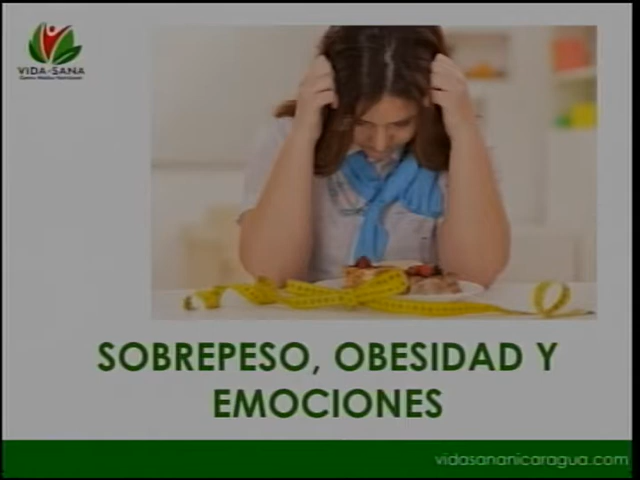 VIDA-SANA
SOBREPESO, OBESIDAD Y
EMOCIONES
vidasananicaragua.com